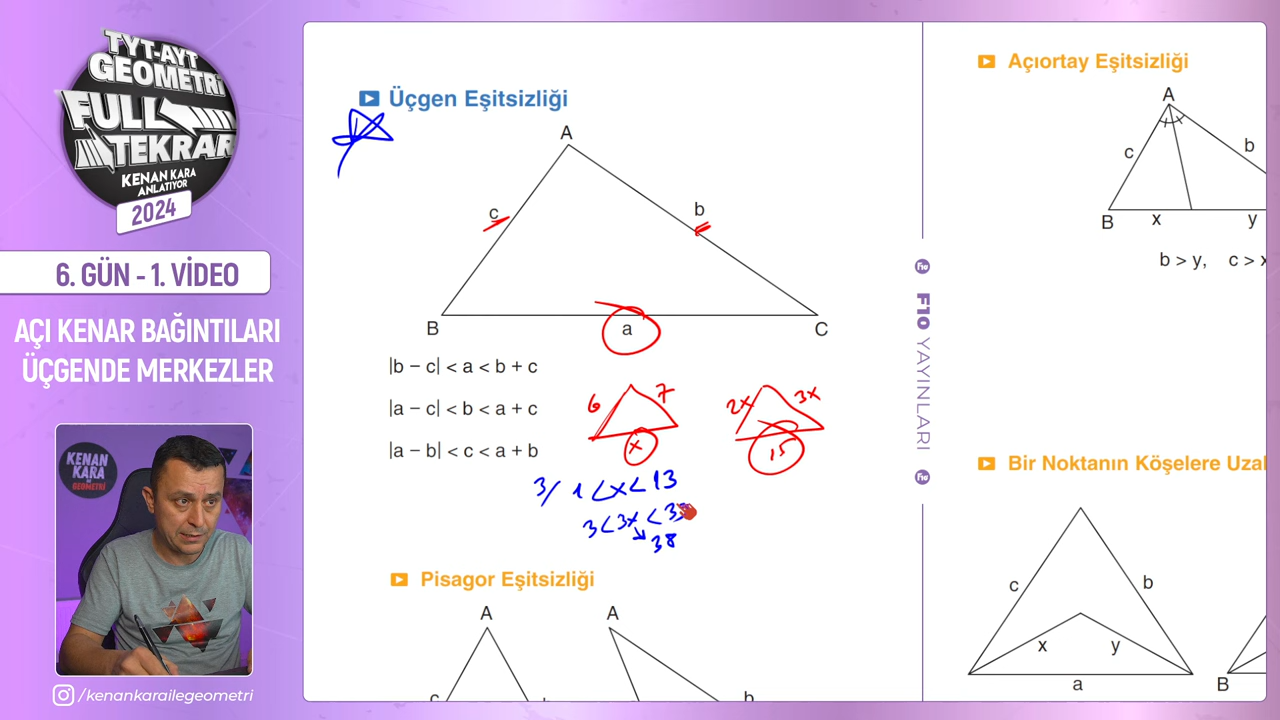 TYT-AYT
GEOMETRİ
FULL
TEKRAR
KENAN KARA
ANLATIYOR
2024
6. GÜN - 1. VİDEO
AÇI KENAR BAĞINTILARI
ÜÇGENDE MERKEZLER
KENAN
KARA
GEOMETRİ
/kenankarailegeometri
Üçgen Eşitsizliği
A
c
b
B
a
C
|b − c| < a < b + c
|a − c| < b < a + c
|a − b| < c < a + b
6
7
x
2x
3x
15
3/ 1 < x < 13
3 < 3x < 39
38
Pisagor Eşitsizliği
A
A
c
b
b
F10 YAYINLARI
Açıortay Eşitsizliği
A
c
b
B
x
y
b > y, c > x
Bir Noktanın Köşelere Uzal
c
b
x
y
a
B